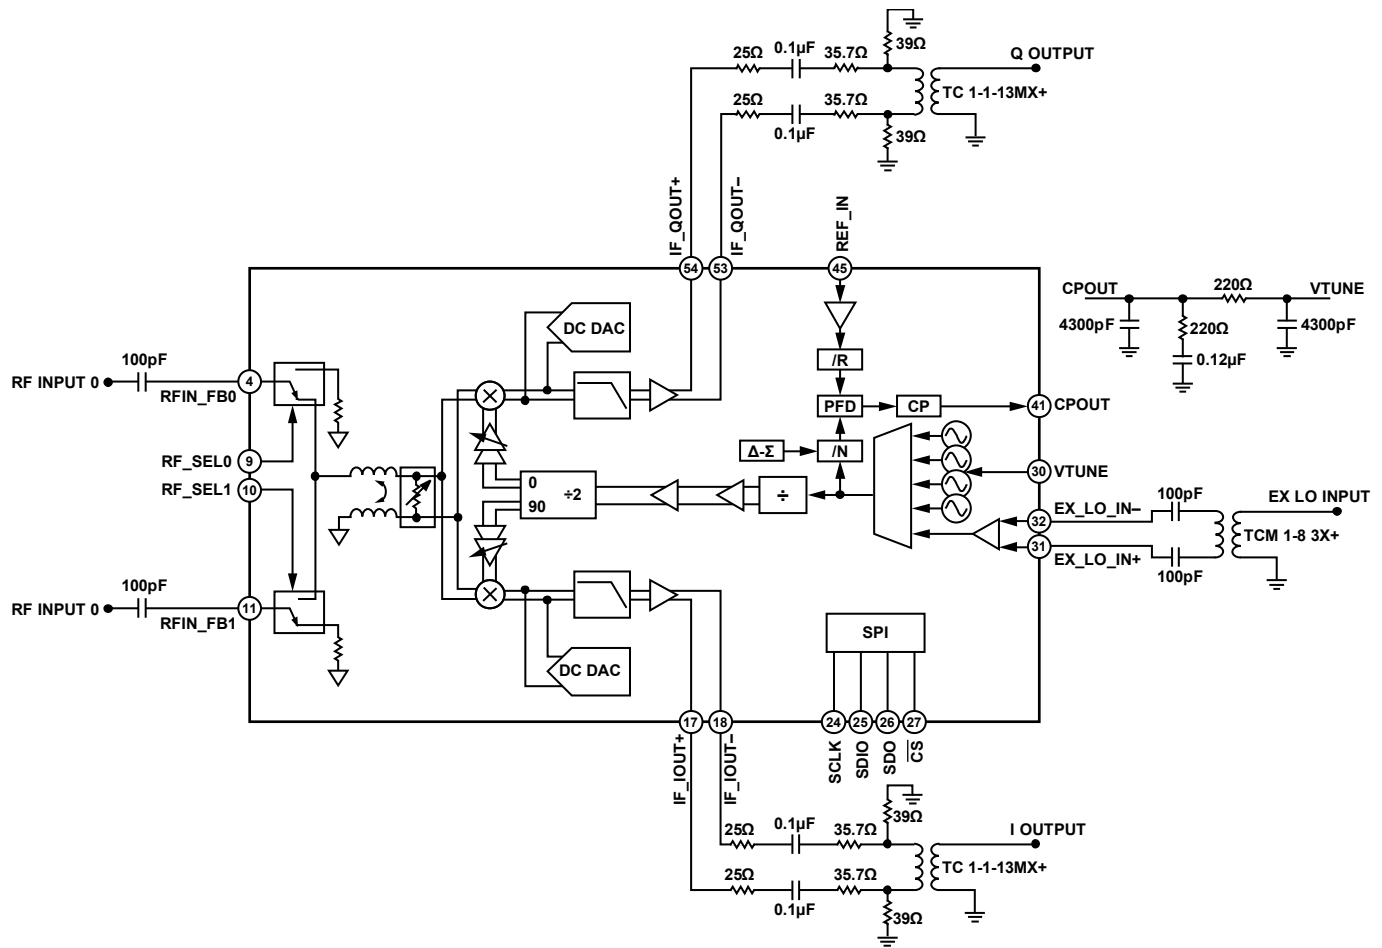 39Ω
0.1µF
25Ω
35.7Ω
Q OUTPUT
TC 1-1-13MX+
25Ω
35.7Ω
0.1µF
39Ω
IF_QOUT+
IF_QOUT–
REF_IN
54
53
45
CPOUT
220Ω
VTUNE
4300pF
220Ω
4300pF
0.12µF
DC DAC
100pF
RF INPUT 0
4
RFIN_FB0
/R
PFD
CP
41
CPOUT
Δ-Σ
/N
RF_SEL0
9
30
VTUNE
RF_SEL1
10
0
÷2
90
÷
100pF
EX LO INPUT
EX_LO_IN–
32
31
EX_LO_IN+
TCM 1-8 3X+
100pF
100pF
RF INPUT 0
11
RFIN_FB1
SPI
DC DAC
17
18
24
25
26
27
IF_IOUT+
IF_IOUT–
SCLK
SDIO
SDO
CS
39Ω
0.1µF
25Ω
35.7Ω
I OUTPUT
TC 1-1-13MX+
25Ω
35.7Ω
0.1µF
39Ω